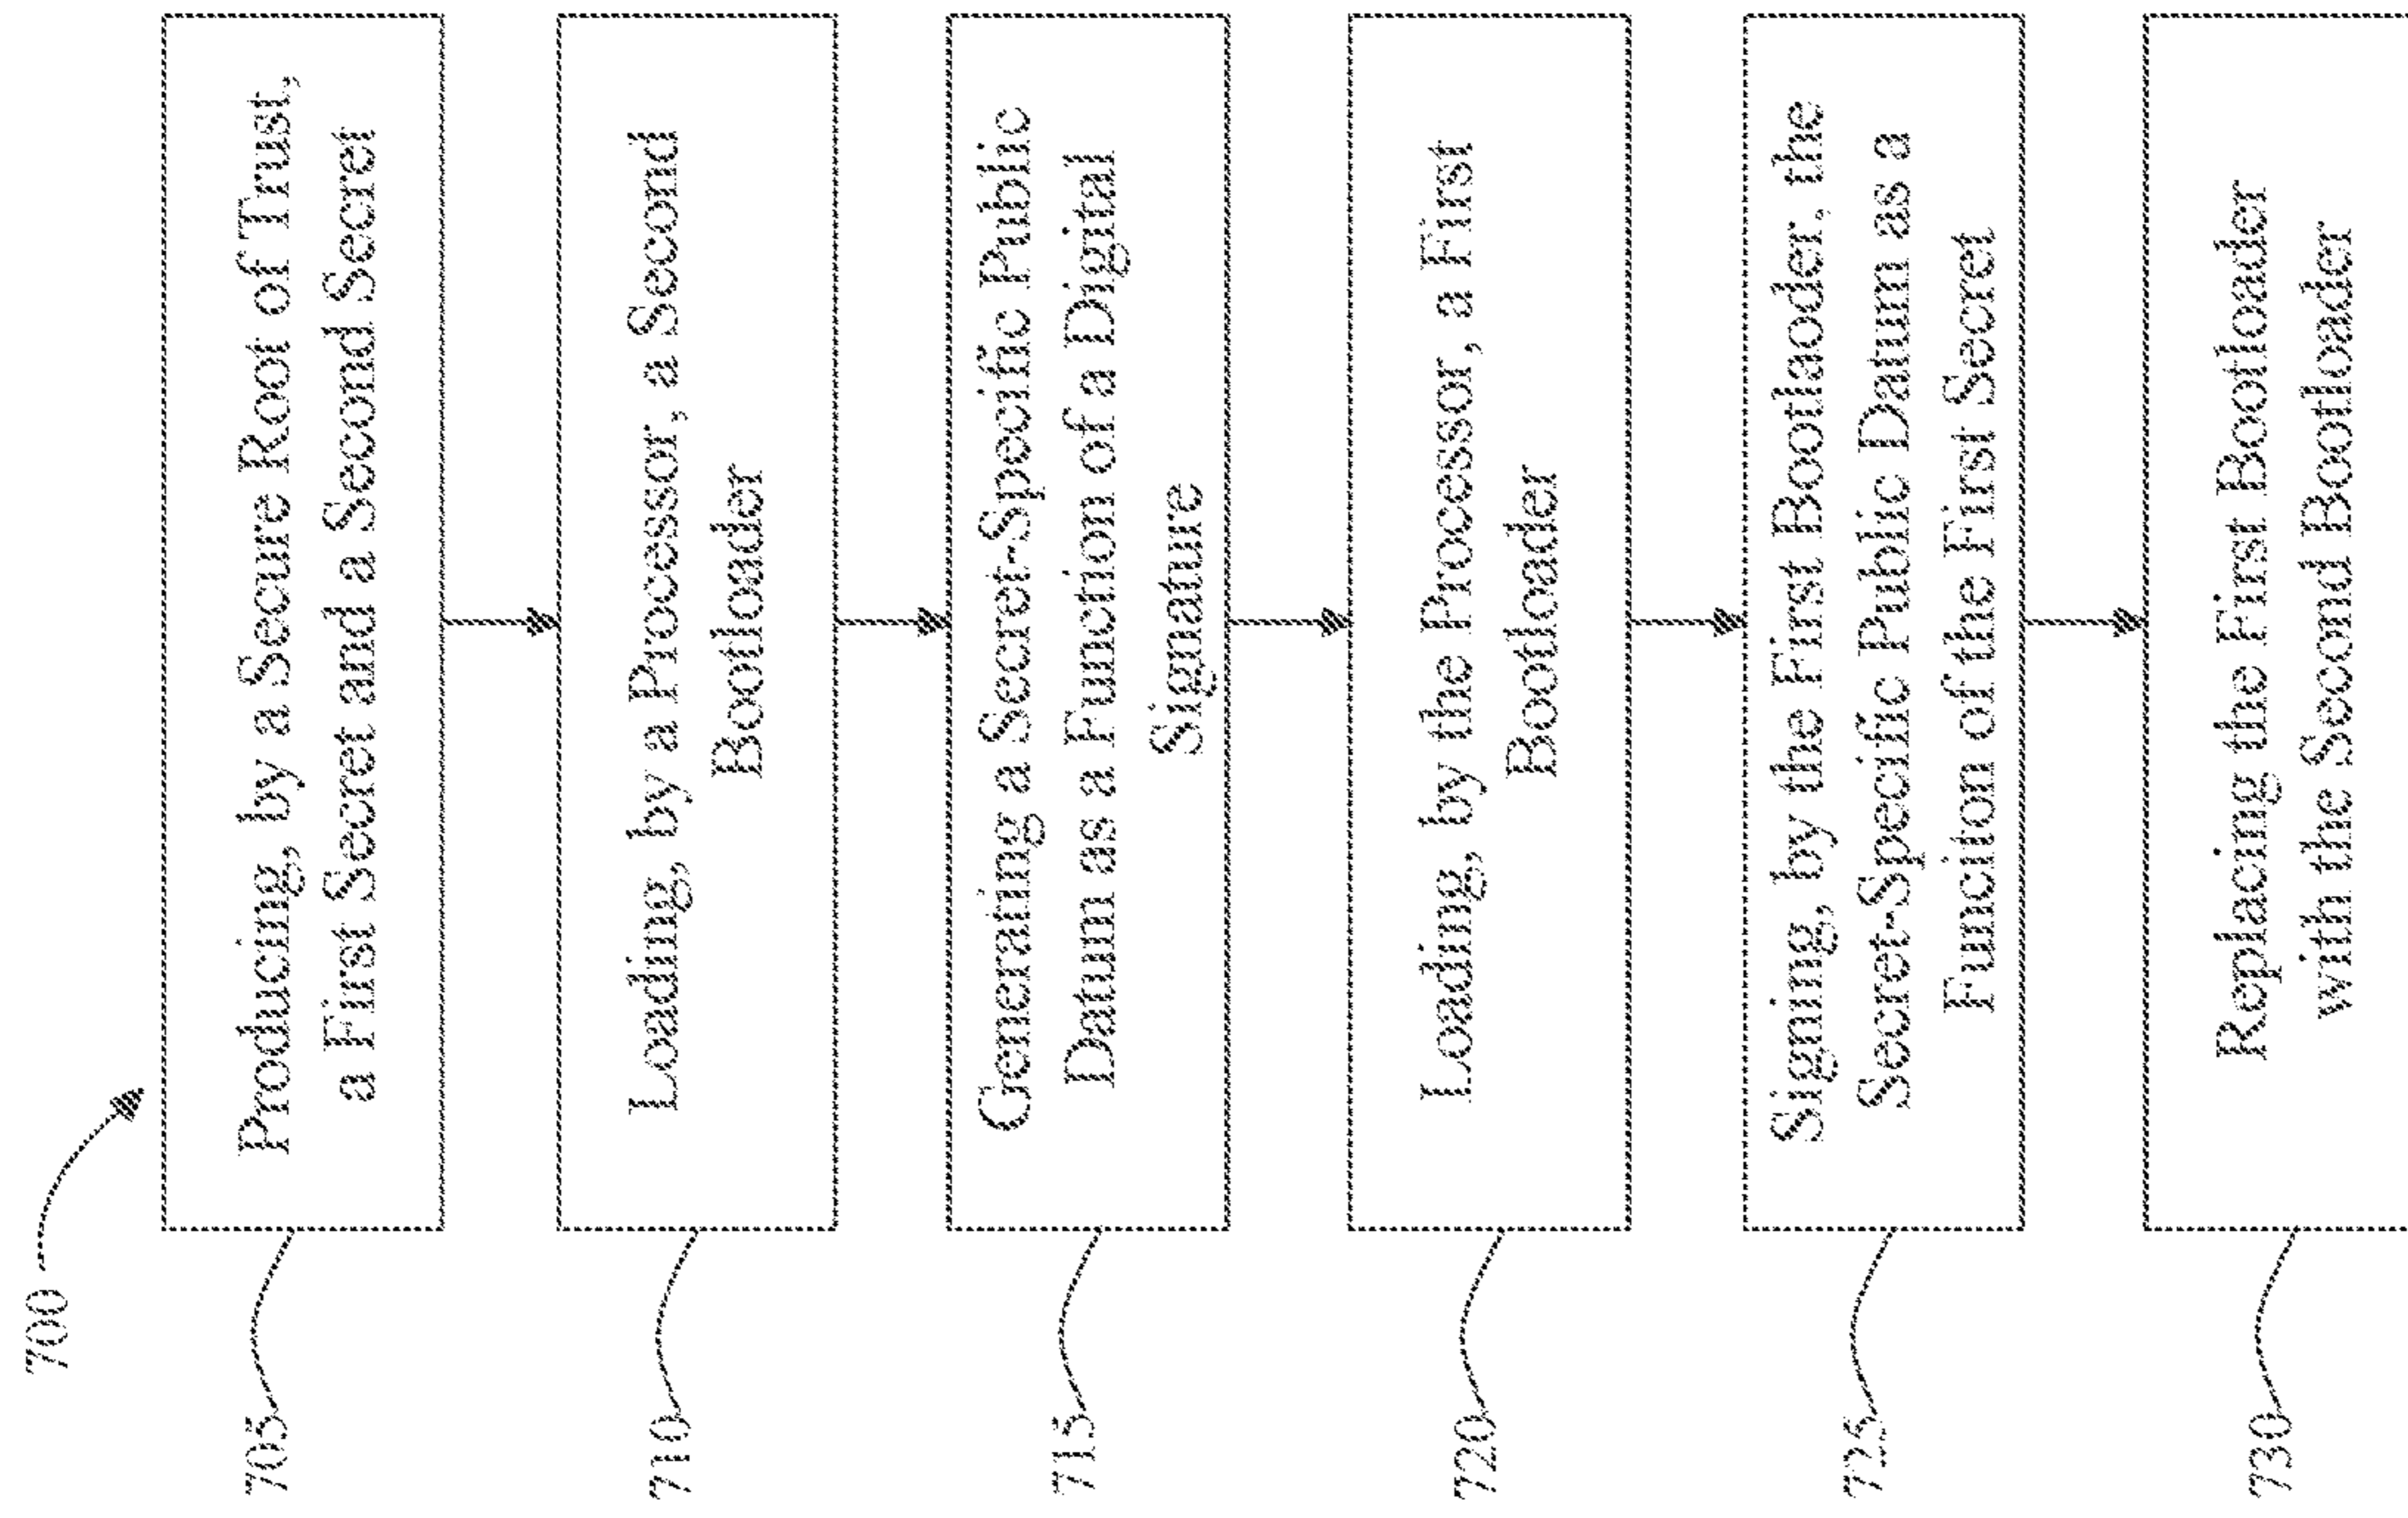 700
705
Producing, by a Secure Root of Trust,
a First Secret and a Second Secret
710
Loading, by a Processor, a Second
Bootloader
715
Generating a Secret-Specific Public
Datum as a Function of a Digital
Signature
720
Loading, by the Processor, a First
Bootloader
725
Signing, by the First Bootlaoder, the
Secret-Specific Public Datum as a
Funciton of the First Secret
730
Replacing the First Bootloader
with the Second Bootloader